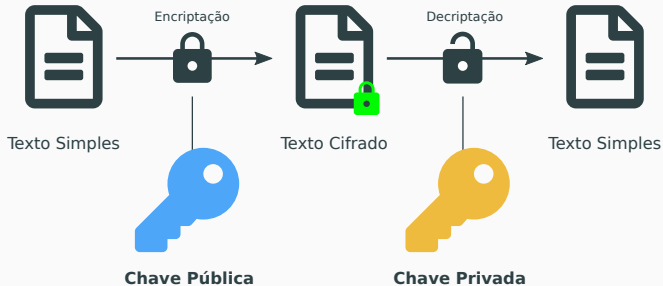 Encriptação
Decriptação
Texto Simples
Texto Cifrado
Texto Simples
Chave Pública
Chave Privada